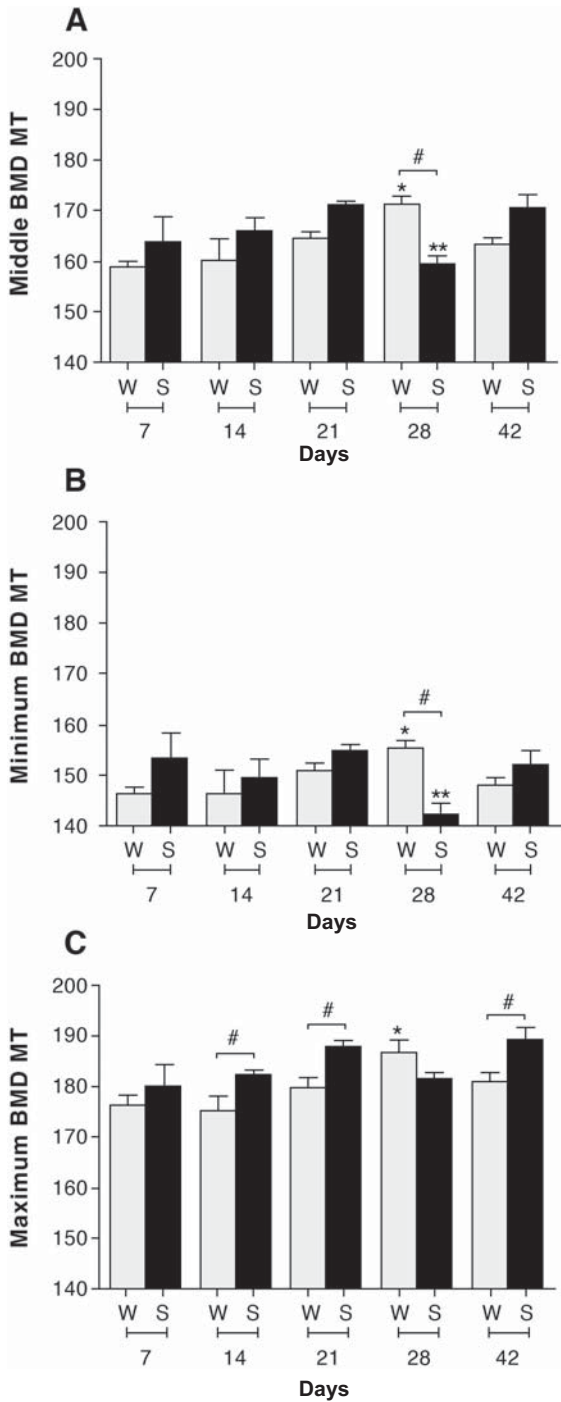 A
Middle BMD MT
200
190
180
170
160
150
140
#
*
**
W S W S W S W S W S
7 14 21 28 42
Days
B
Minimum BMD MT
200
190
180
170
160
150
140
#
*
**
W S W S W S W S W S
7 14 21 28 42
Days
C
Maximum BMD MT
200
190
180
170
160
150
140
# # * #
W S W S W S W S W S
7 14 21 28 42
Days